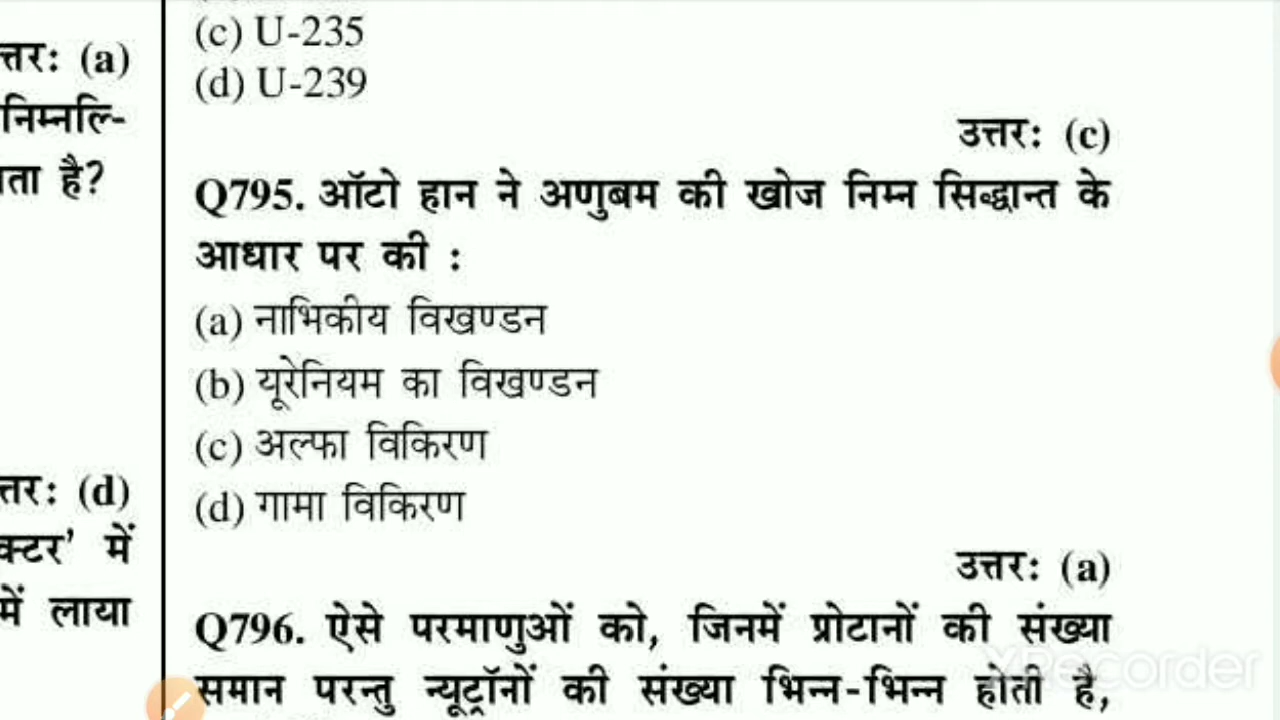 त्तरः (a)
निम्नलि-
ता है?
त्तरः (d)
क्टर' में
में लाया
(c) U-235
(d) U-239
उत्तरः (c)
Q795. ऑटो हान ने अणुबम की खोज निम्न सिद्धान्त के
आधार पर की :
(a) नाभिकीय विखण्डन
(b) यूरेनियम का विखण्डन
(c) अल्फा विकिरण
(d) गामा विकिरण
उत्तरः (a)
Q796. ऐसे परमाणुओं को, जिनमें प्रोटानों की संख्या
समान परन्तु न्यूट्रॉनों की संख्या भिन्न-भिन्न होती है,
XRecorder